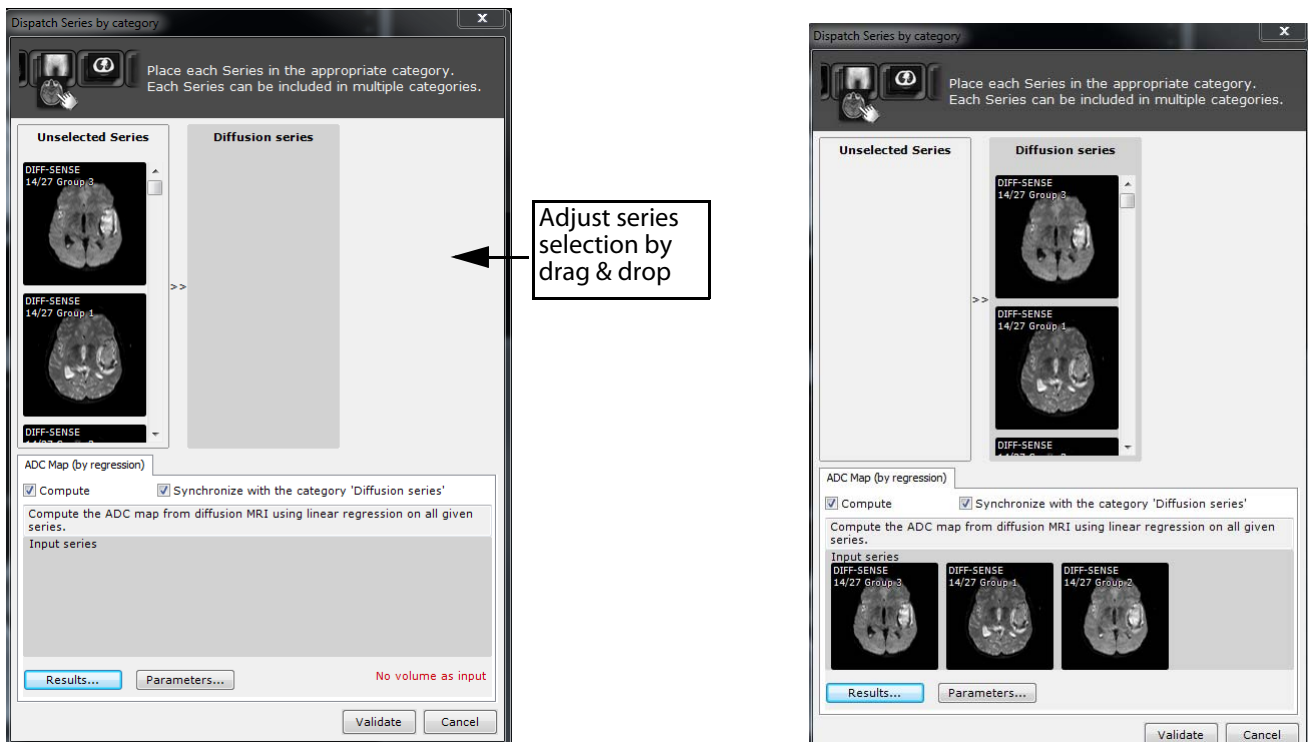 Dispatch Series by category
x
Place each Series in the appropriate category.
Each Series can be included in multiple categories.
Unselected Series
Diffusion series
DIFF-SENSE
14/27 Group 3
>>
DIFF-SENSE
14/27 Group 1
DIFF-SENSE
ADC Map (by regression)
Compute
Synchronize with the category 'Diffusion series'
Compute the ADC map from diffusion MRI using linear regression on all given
series.
Input series
Results...
Parameters...
No volume as input
Validate
Cancel
Adjust series
selection by
drag & drop
Dispatch Series by category
x
Place each Series in the appropriate category.
Each Series can be included in multiple categories.
Unselected Series
Diffusion series
DIFF-SENSE
14/27 Group 3
>>
DIFF-SENSE
14/27 Group 1
DIFF-SENSE
ADC Map (by regression)
Compute
Synchronize with the category 'Diffusion series'
Compute the ADC map from diffusion MRI using linear regression on all given
series.
Input series
DIFF-SENSE
14/27 Group 3
DIFF-SENSE
14/27 Group 1
DIFF-SENSE
14/27 Group 2
Results...
Parameters...
Validate
Cancel